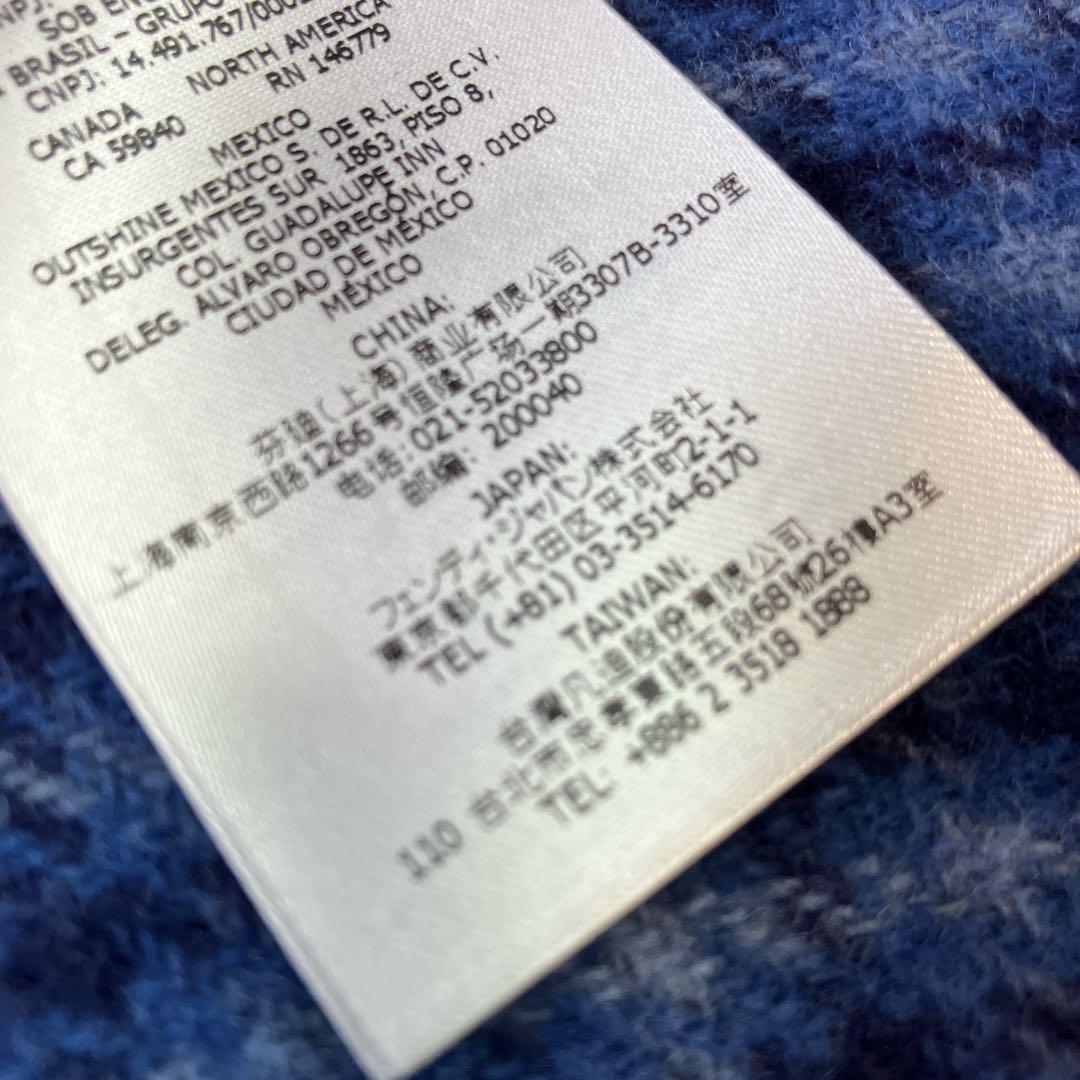 CNPJ:
SOB EN
BRASIL - GRUPO
CNPJ: 14.491.767/000
CANADA NORTH AMERICA
CA 59840 RN 146779
MEXICO
OUTSHINE MEXICO S. DE R.L. DE C.V.
INSURGENTES SUR 1863, PISO 8,
COL. GUADALUPE INN
DELEG. ALVARO OBREGÓN, C.P. 01020
CIUDAD DE MÉXICO
MÉXICO
CHINA:
芬迪(上海)商业有限公司
上海南京西路1266号恒隆广场一期3307B-3310室
电话: 021-52033800
邮编: 200040
JAPAN:
フェンディ・ジャパン株式会社
東京都千代田区平河町2-1-1
TEL (+81) 03-3514-6170
TAIWAN:
台灣凡迪股份有限公司
110 台北市忠孝東路五段68號26樓A3室
TEL: +886 2 3518 1888